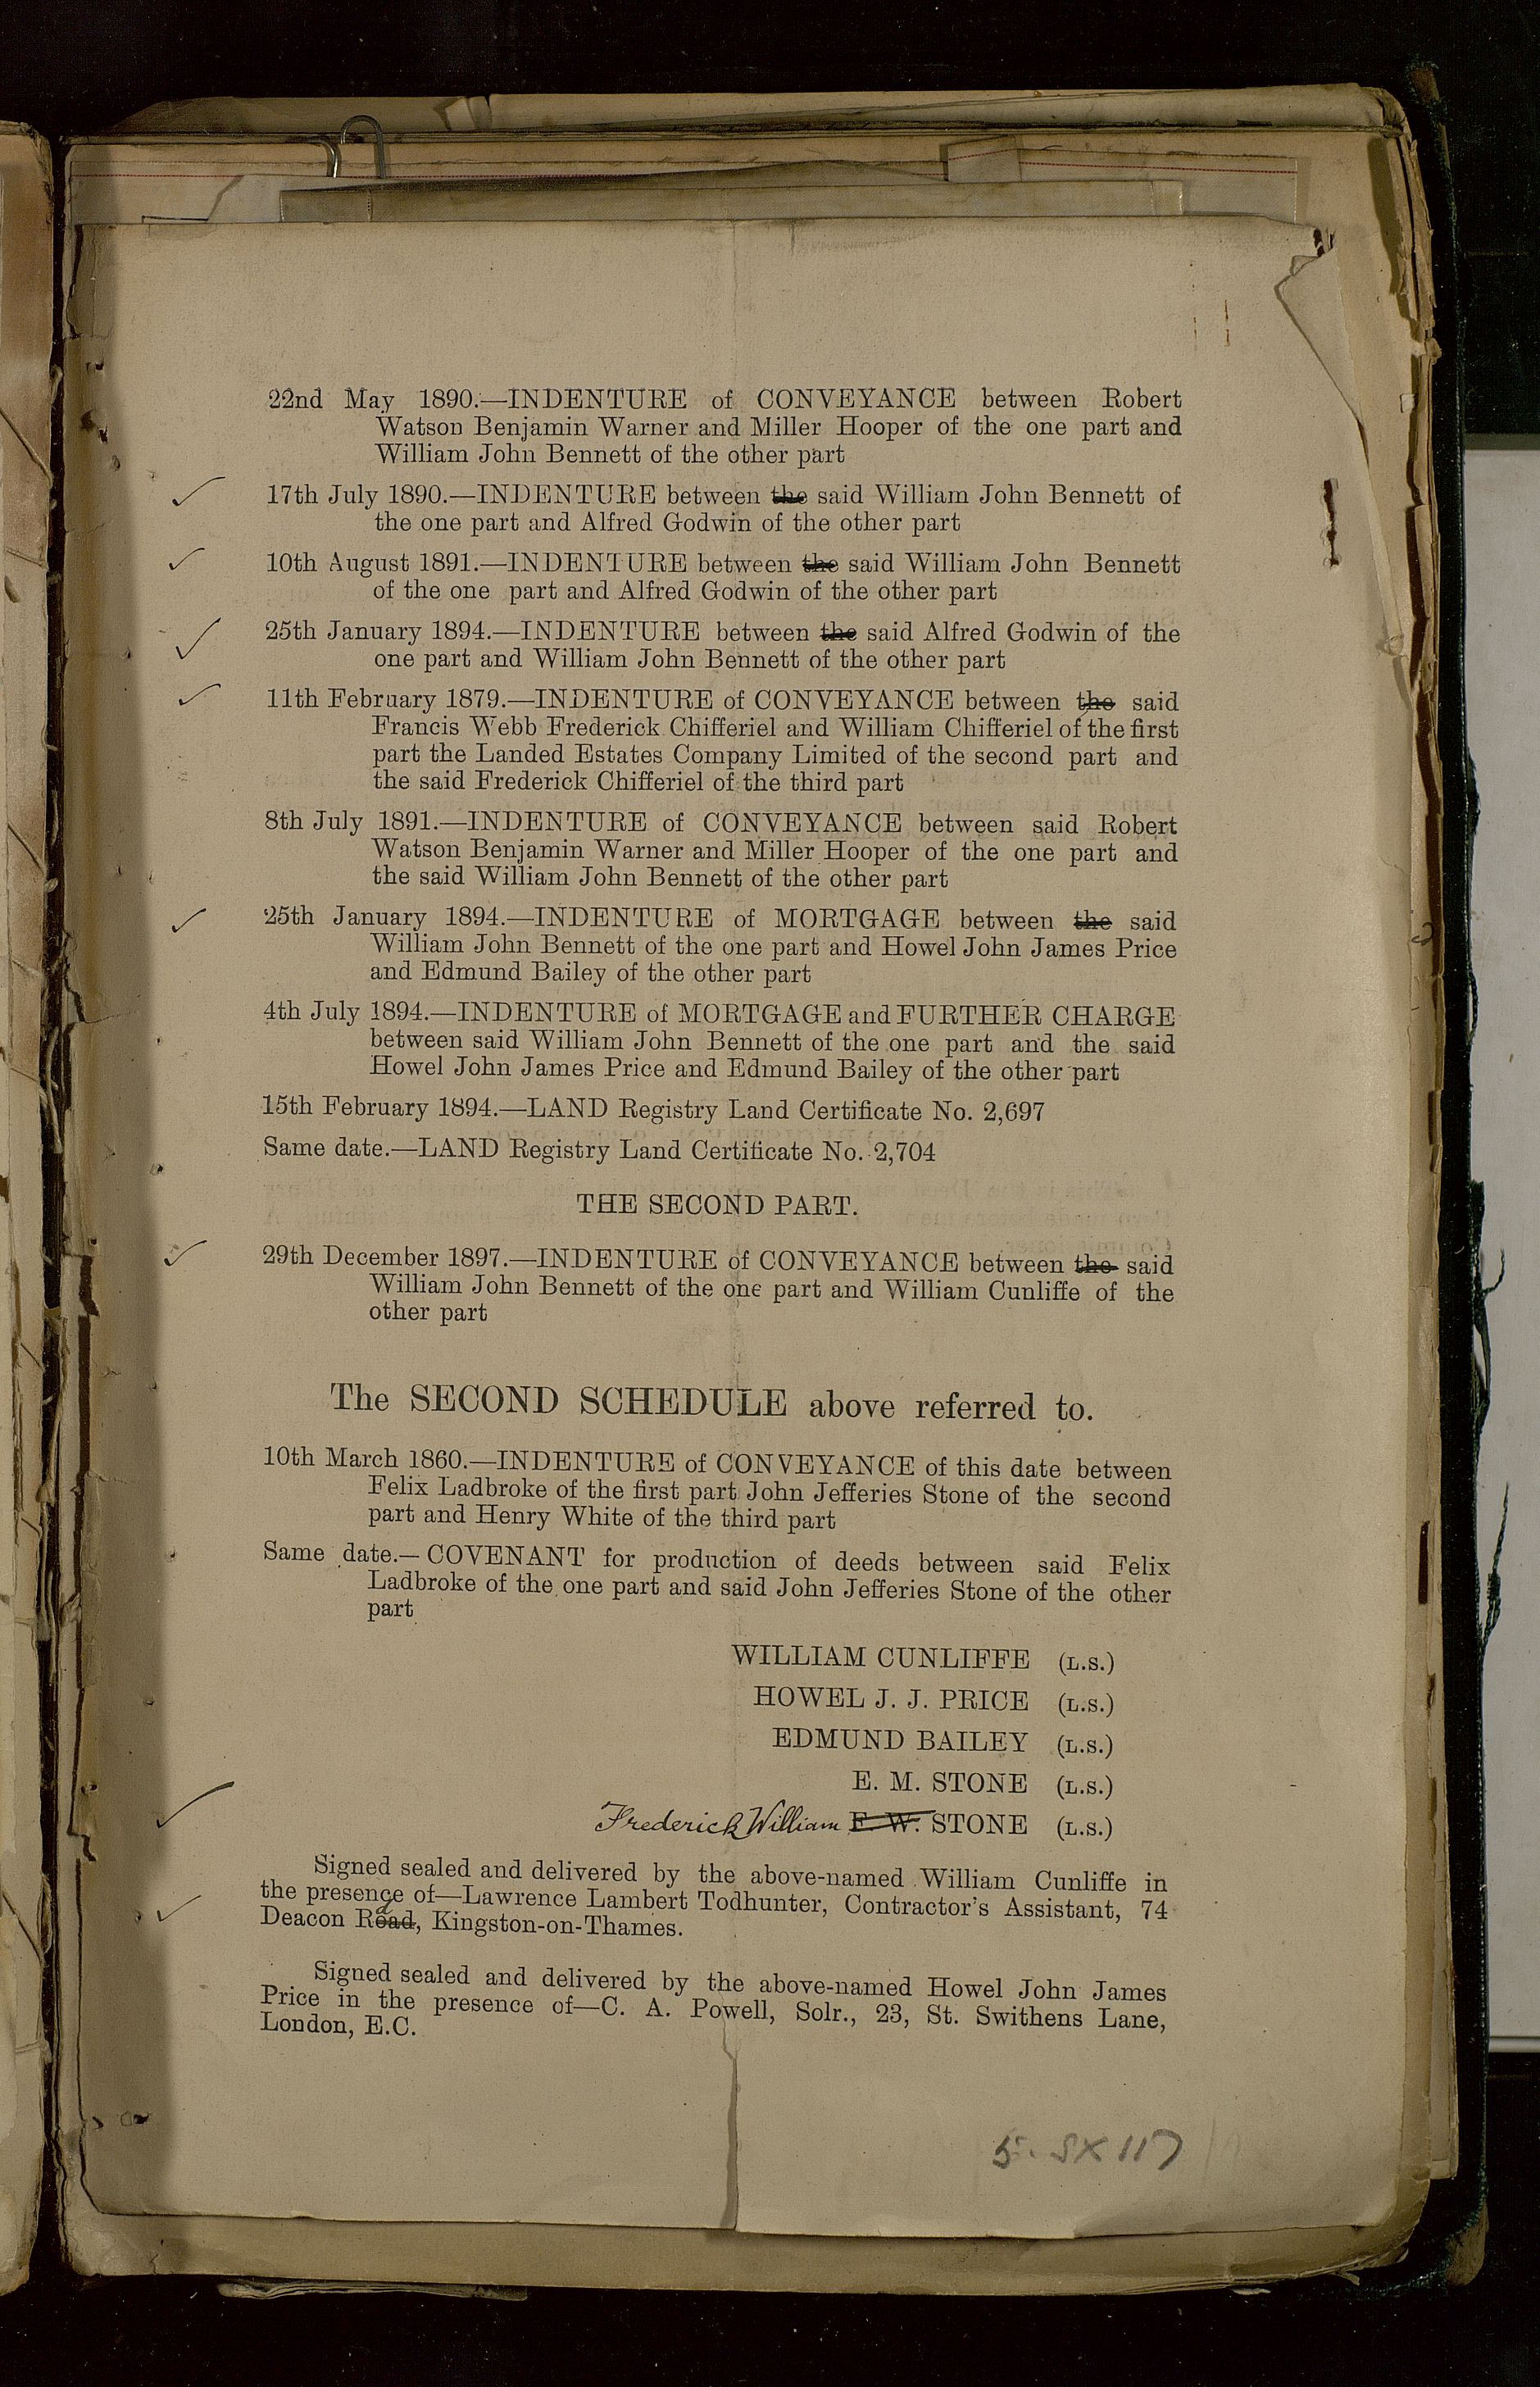 22nd May 1890.—INDENTURE of CONVEYANCE between Robert
Watson Benjamin Warner and Miller Hooper of the one part and
William John Bennett of the other part
17th July 1890.—INDENTURE between the said William John Bennett of
the one part and Alfred Godwin of the other part
10th August 1891.—INDENTURE between the said William John Bennett
of the one part and Alfred Godwin of the other part
25th January 1894.—INDENTURE between the said Alfred Godwin of the
one part and William John Bennett of the other part
11th February 1879.—INDENTURE of CONVEYANCE between the said
Francis Webb Frederick Chifferiel and William Chifferiel of the first
part the Landed Estates Company Limited of the second part and
the said Frederick Chifferiel of the third part
8th July 1891.—INDENTURE of CONVEYANCE between said Robert
Watson Benjamin Warner and Miller Hooper of the one part and
the said William John Bennett of the other part
25th January 1894.—INDENTURE of MORTGAGE between the said
William John Bennett of the one part and Howel John James Price
and Edmund Bailey of the other part
4th July 1894.—INDENTURE of MORTGAGE and FURTHER CHARGE
between said William John Bennett of the one part and the said
Howel John James Price and Edmund Bailey of the other part
15th February 1894.—LAND Registry Land Certificate No. 2,697
Same date.—LAND Registry Land Certificate No. 2,704
THE SECOND PART.
29th December 1897.—INDENTURE of CONVEYANCE between the said
William John Bennett of the one part and William Cunliffe of the
other part
The SECOND SCHEDULE above referred to.
10th March 1860.—INDENTURE of CONVEYANCE of this date between
Felix Ladbroke of the first part John Jefferies Stone of the second
part and Henry White of the third part
Same date.—COVENANT for production of deeds between said Felix
Ladbroke of the one part and said John Jefferies Stone of the other
part
WILLIAM CUNLIFFE (L.S.)
HOWEL J. J. PRICE (L.S.)
EDMUND BAILEY (L.S.)
E. M. STONE (L.S.)
Frederick William F. W. STONE (L.S.)
Signed sealed and delivered by the above-named William Cunliffe in
the presence of—Lawrence Lambert Todhunter, Contractor's Assistant, 74
Deacon Road, Kingston-on-Thames.
Signed sealed and delivered by the above-named Howel John James
Price in the presence of—C. A. Powell, Solr., 23, St. Swithens Lane,
London, E.C.